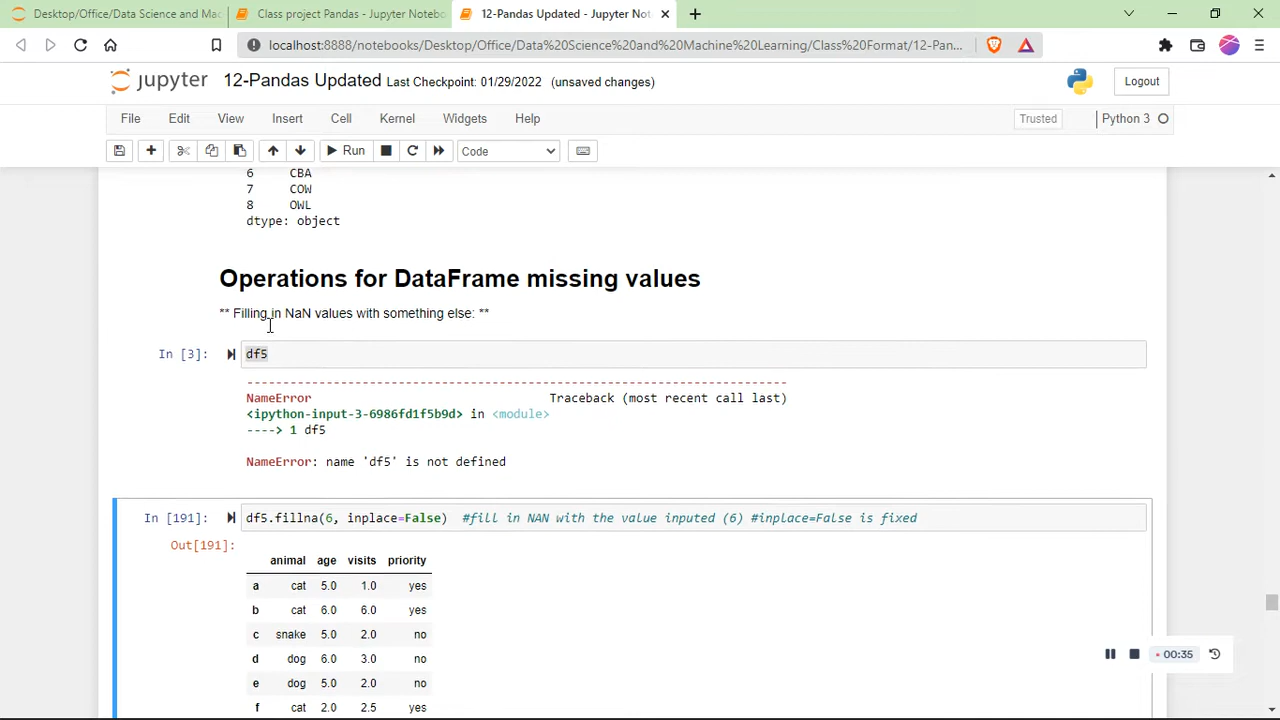 Desktop/Office/Data Science and Mac
Class project Pandas - Jupyter Notebo
12-Pandas Updated - Jupyter Not
localhost:8888/notebooks/Desktop/Office/Data%20Science%20and%20Machine%20Learning/Class%20Format/12-Pan...
jupyter 12-Pandas Updated Last Checkpoint: 01/29/2022 (unsaved changes)
Logout
File Edit View Insert Cell Kernel Widgets Help
Trusted
Python 3
Run
Code
6 CBA
7 COW
8 OWL
dtype: object
Operations for DataFrame missing values
** Filling in NaN values with something else: **
In [3]: df5
---------------------------------------------------------------------------
NameError Traceback (most recent call last)
<ipython-input-3-6986fd1f5b9d> in <module>
----> 1 df5
NameError: name 'df5' is not defined
In [191]: df5.fillna(6, inplace=False) #fill in NAN with the value inputed (6) #inplace=False is fixed
Out[191]:
animal age visits priority
a cat 5.0 1.0 yes
b cat 6.0 6.0 yes
c snake 5.0 2.0 no
d dog 6.0 3.0 no
e dog 5.0 2.0 no
f cat 2.0 2.5 yes
00:35